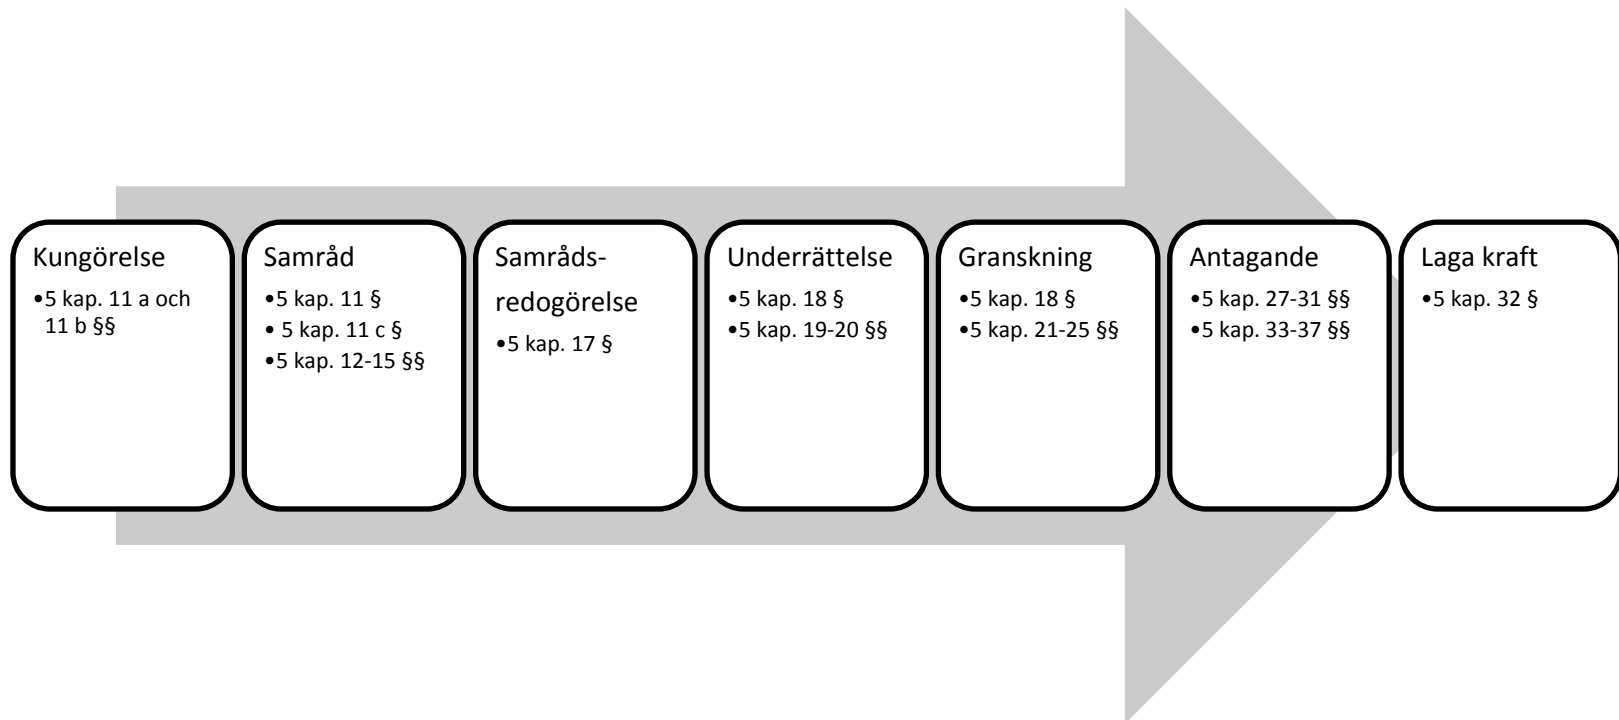 Kungörelse
•5 kap. 11 a och
11 b §§
Samråd
•5 kap. 11 §
• 5 kap. 11 c §
•5 kap. 12-15 §§
Samråds-
redogörelse
•5 kap. 17 §
Underrättelse
•5 kap. 18 §
•5 kap. 19-20 §§
Granskning
•5 kap. 18 §
•5 kap. 21-25 §§
Antagande
•5 kap. 27-31 §§
•5 kap. 33-37 §§
Laga kraft
•5 kap. 32 §